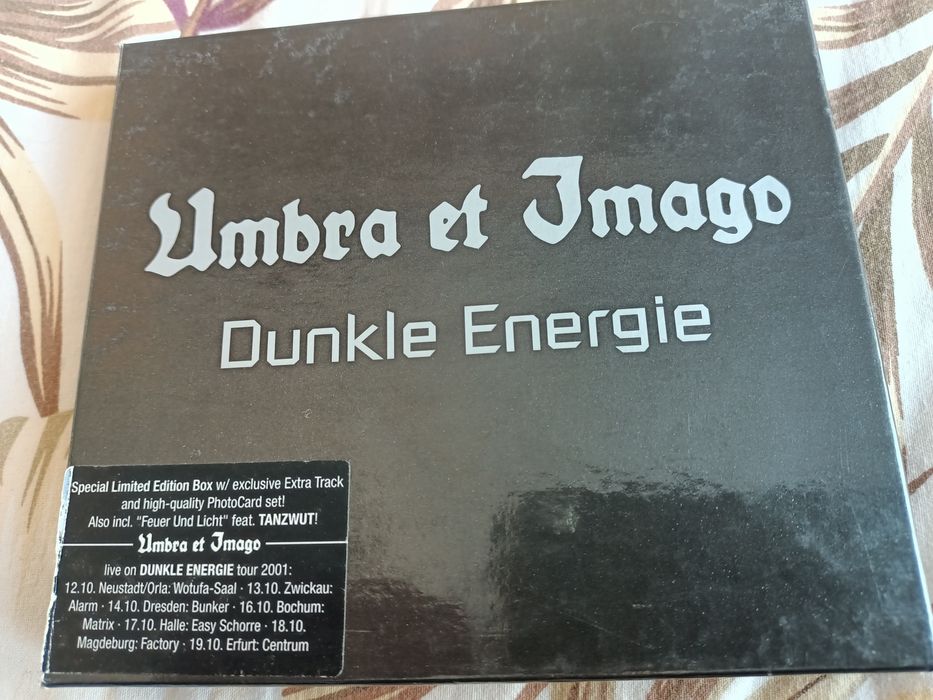 Umbra et Imago
Dunkle Energie
Special Limited Edition Box w/ exclusive Extra Track
and high-quality PhotoCard set!
Also incl. "Feuer Und Licht" feat. TANZWUT!
Umbra et Imago
live on DUNKLE ENERGIE tour 2001:
12.10. Neustadt/Orla: Wotufa-Saal · 13.10. Zwickau:
Alarm · 14.10. Dresden: Bunker · 16.10. Bochum:
Matrix · 17.10. Halle: Easy Schorre · 18.10.
Magdeburg: Factory · 19.10. Erfurt: Centrum